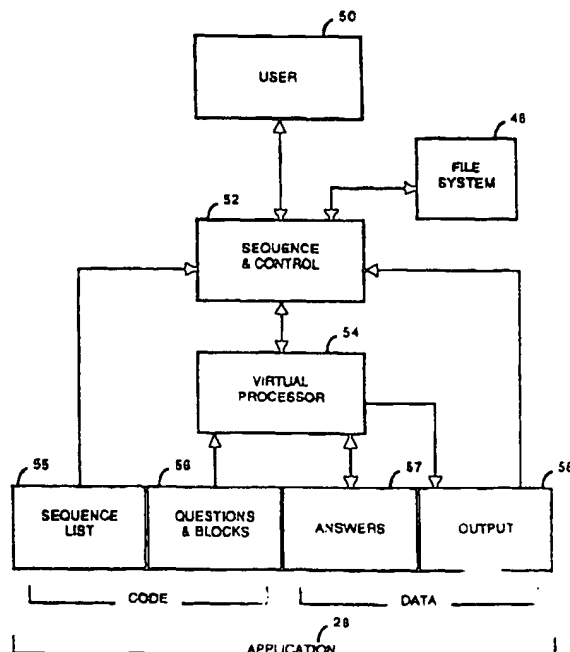 50
USER
46
FILE
SYSTEM
52
SEQUENCE
& CONTROL
54
VIRTUAL
PROCESSOR
55
56
57
58
SEQUENCE
LIST
QUESTIONS
& BLOCKS
ANSWERS
OUTPUT
CODE
DATA
28
APPLICATION